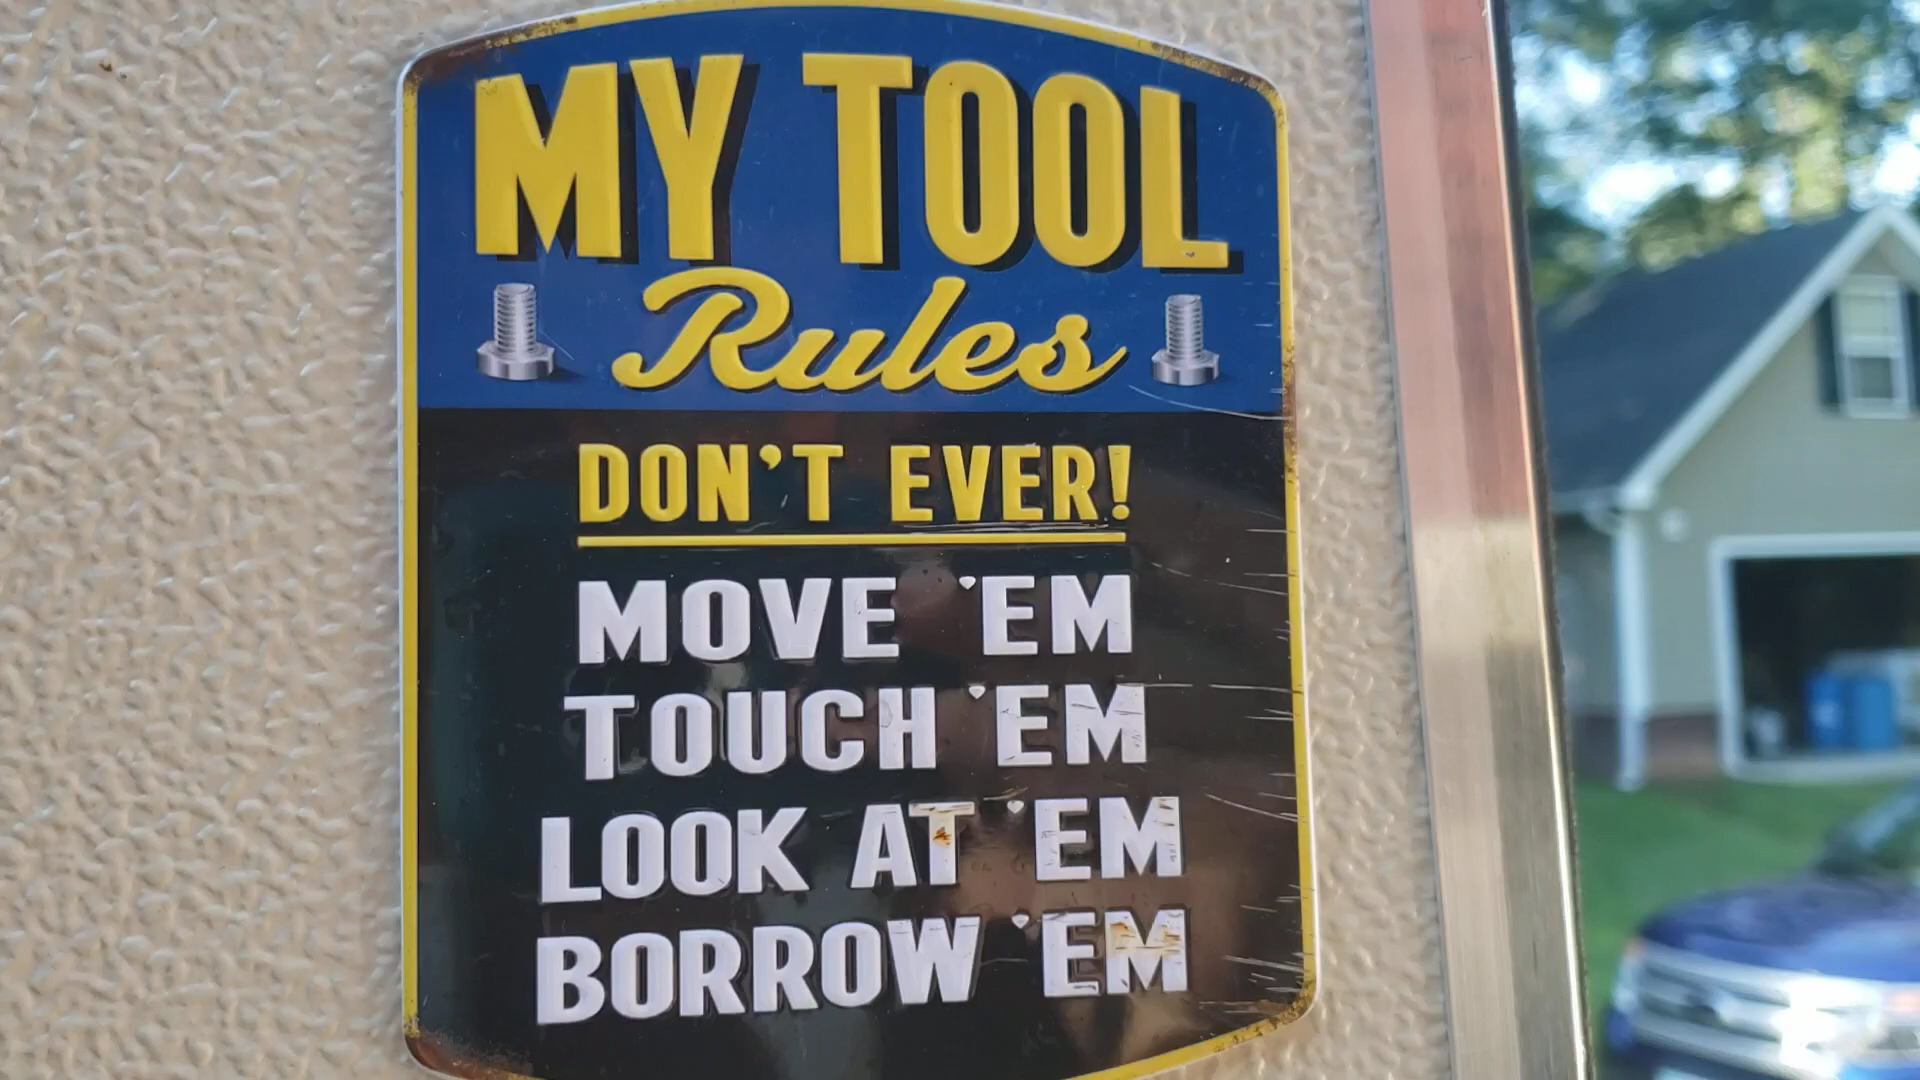 MY TOOL
Rules
DON'T EVER!
MOVE 'EM
TOUCH 'EM
LOOK AT 'EM
BORROW 'EM